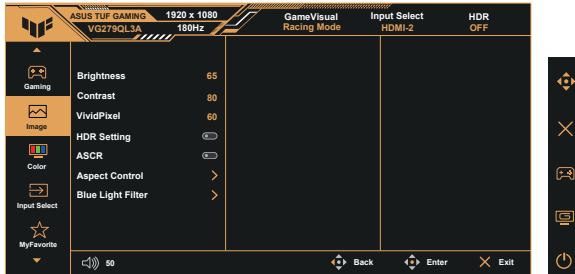 ASUS TUF GAMING 1920 x 1080 GameVisual Input Select HDR
VG279QL3A 180Hz Racing Mode HDMI-2 OFF
Gaming
Image
Color
Input Select
MyFavorite
Brightness 65
Contrast 80
VividPixel 60
HDR Setting
ASCR
Aspect Control
Blue Light Filter
50 Back Enter Exit